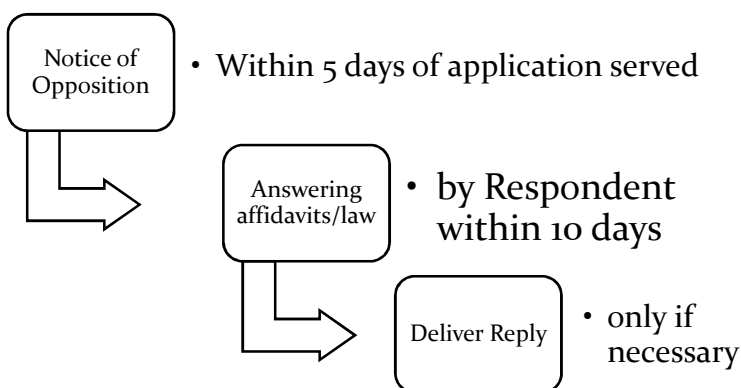 Notice of
Opposition
• Within 5 days of application served
Answering
affidavits/law
• by Respondent
within 10 days
Deliver Reply
• only if
necessary